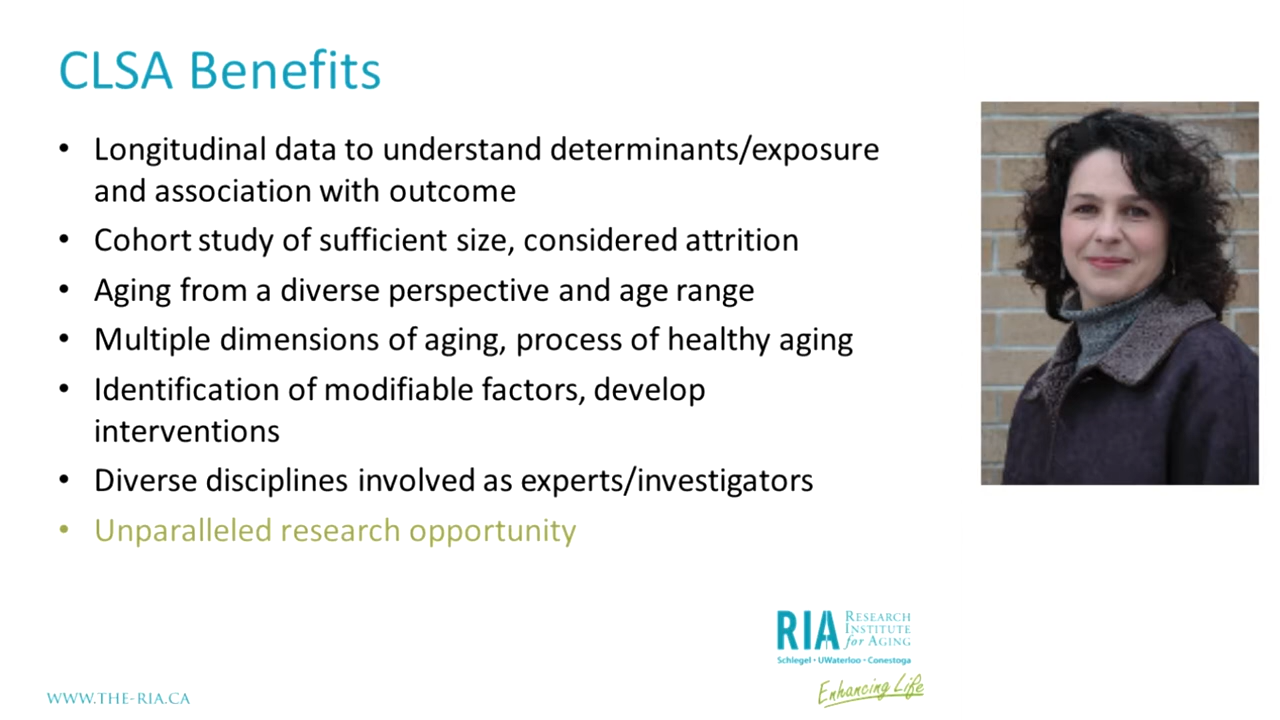 CLSA Benefits
• Longitudinal data to understand determinants/exposure
and association with outcome
• Cohort study of sufficient size, considered attrition
• Aging from a diverse perspective and age range
• Multiple dimensions of aging, process of healthy aging
• Identification of modifiable factors, develop
interventions
• Diverse disciplines involved as experts/investigators
• Unparalleled research opportunity
RIA
RESEARCH
INSTITUTE
for AGING
Schlegel • UWaterloo • Conestoga
Enhancing Life
WWW.THE-RIA.CA